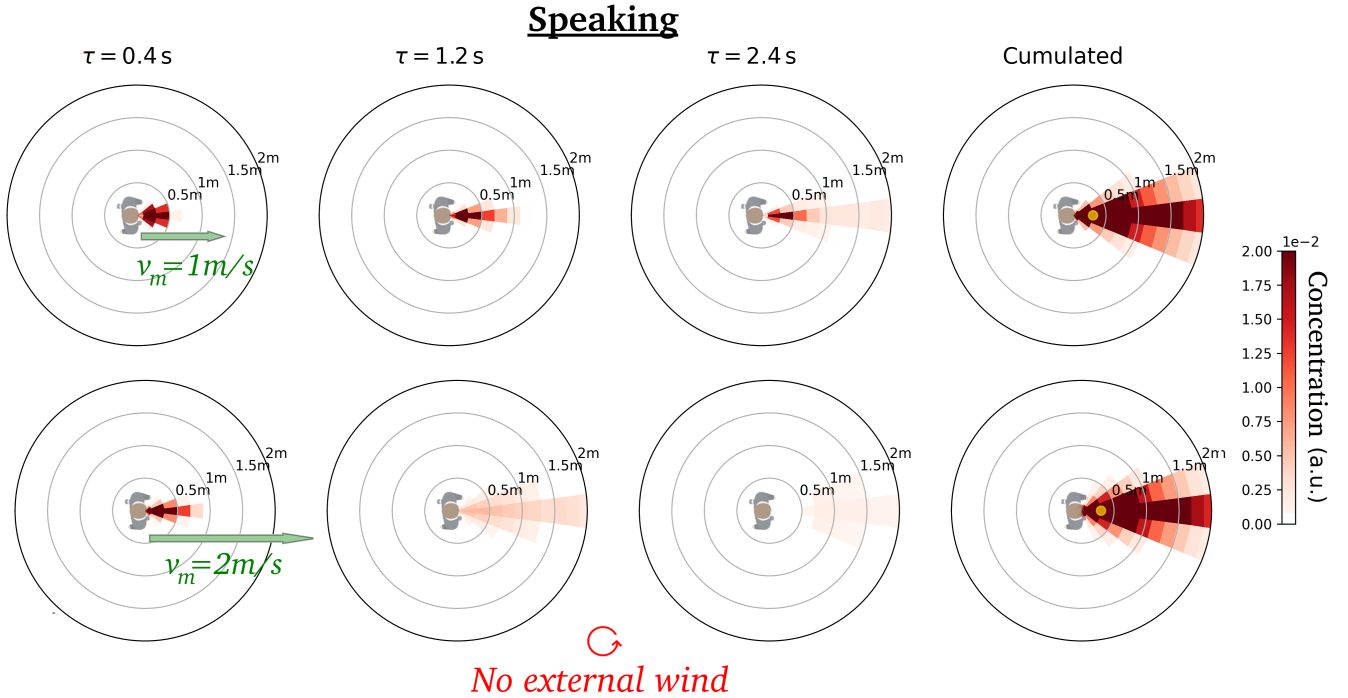 Speaking
τ = 0.4 s
τ = 1.2 s
τ = 2.4 s
Cumulated
2m
1.5m
1m
0.5m
2m
1.5m
1m
0.5m
2m
1.5m
1m
0.5m
2m
1.5m
1m
0.5m
vm=1m/s
1e−2
2.00
1.75
1.50
1.25
1.00
0.75
0.50
0.25
0.00
Concentration (a.u.)
2m
1.5m
1m
0.5m
2m
1.5m
1m
0.5m
2m
1.5m
1m
0.5m
2m
1.5m
1m
0.5m
vm=2m/s
No external wind